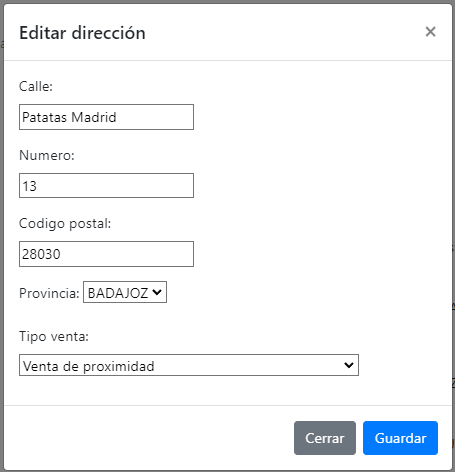 Editar dirección ×
Calle:
Patatas Madrid
Numero:
13
Codigo postal:
28030
Provincia: BADAJOZ
Tipo venta:
Venta de proximidad
Cerrar Guardar